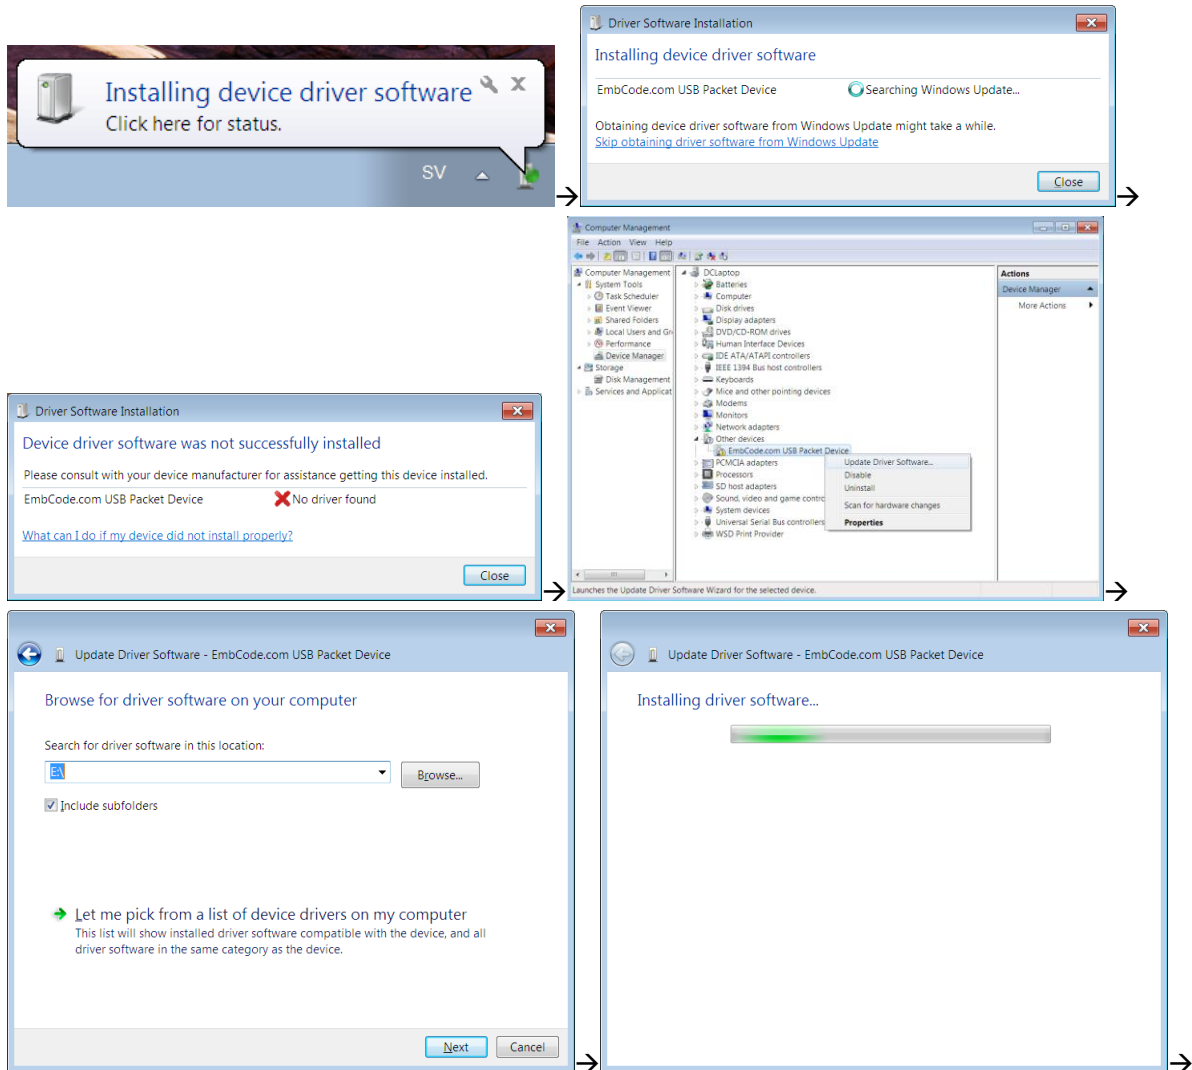 Installing device driver software
Click here for status.
SV
→
Driver Software Installation
Installing device driver software
EmbCode.com USB Packet Device
Searching Windows Update...
Obtaining device driver software from Windows Update might take a while.
Skip obtaining driver software from Windows Update
Close
→
Driver Software Installation
Device driver software was not successfully installed
Please consult with your device manufacturer for assistance getting this device installed.
EmbCode.com USB Packet Device
No driver found
What can I do if my device did not install properly?
Close
→
Computer Management
File Action View Help
Computer Management
System Tools
Task Scheduler
Event Viewer
Shared Folders
Local Users and Gr
Performance
Device Manager
Storage
Disk Management
Services and Applicat
DCLaptop
Batteries
Computer
Disk drives
Display adapters
DVD/CD-ROM drives
Human Interface Devices
IDE ATA/ATAPI controllers
IEEE 1394 Bus host controllers
Keyboards
Mice and other pointing devices
Modems
Monitors
Network adapters
Other devices
EmbCode.com USB Packet Device
PCMCIA adapters
Processors
SD host adapters
Sound, video and game contro
System devices
Universal Serial Bus controllers
WSD Print Provider
Update Driver Software...
Disable
Uninstall
Scan for hardware changes
Properties
Actions
Device Manager
More Actions
Launches the Update Driver Software Wizard for the selected device.
→
Update Driver Software - EmbCode.com USB Packet Device
Browse for driver software on your computer
Search for driver software in this location:
E:\
Browse...
Include subfolders
Let me pick from a list of device drivers on my computer
This list will show installed driver software compatible with the device, and all
driver software in the same category as the device.
Next
Cancel
→
Update Driver Software - EmbCode.com USB Packet Device
Installing driver software...
→